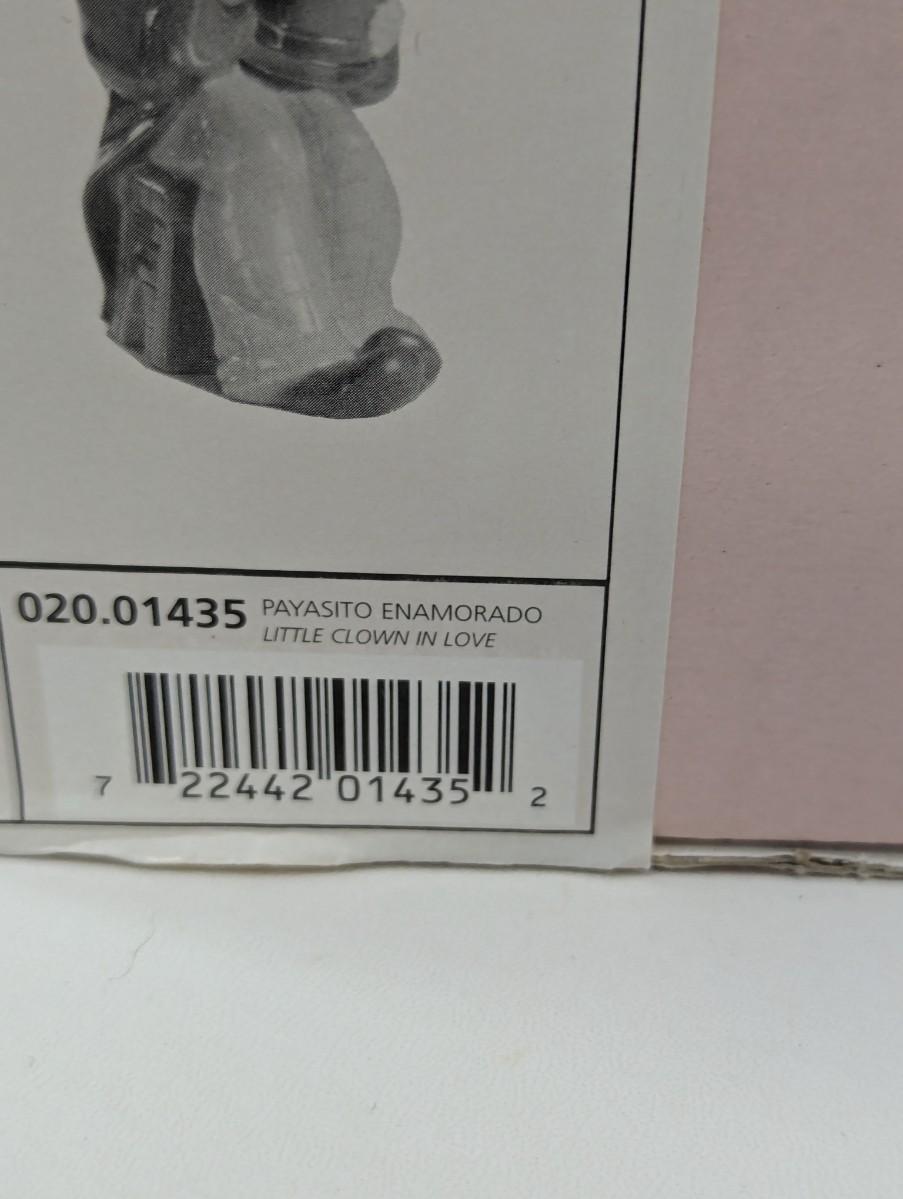 020.01435 PAYASITO ENAMORADO
LITTLE CLOWN IN LOVE
7 22442 01435 2